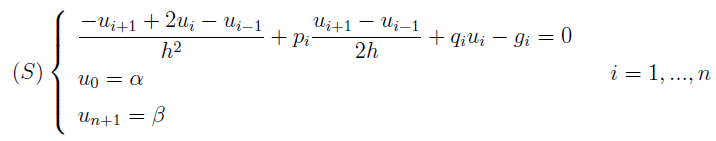 (S) { (-u_{i+1} + 2u_i - u_{i-1})/h^2 + p_i (u_{i+1} - u_{i-1})/2h + q_i u_i - g_i = 0
u_0 = α
i = 1, ..., n
u_{n+1} = β